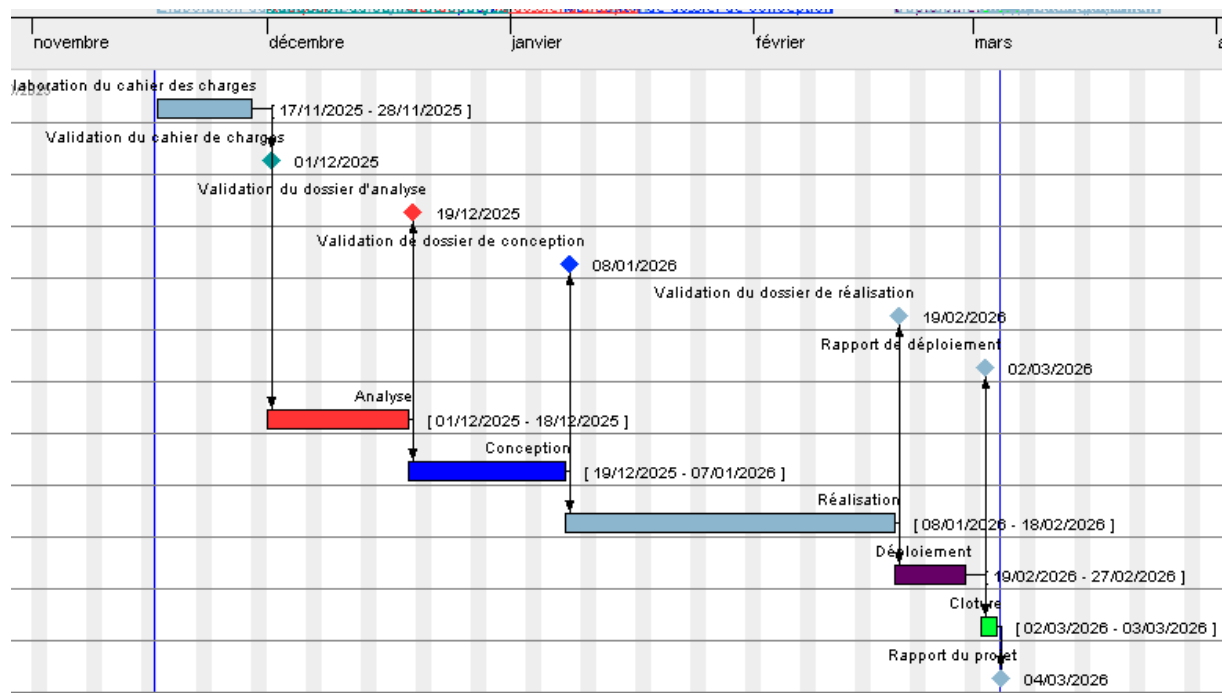 novembre
décembre
janvier
février
mars
laboration du cahier des charges
[ 17/11/2025 - 28/11/2025 ]
Validation du cahier de charges
01/12/2025
Validation du dossier d'analyse
19/12/2025
Validation de dossier de conception
08/01/2026
Validation du dossier de réalisation
19/02/2026
Rapport de déploiement
02/03/2026
Analyse
[ 01/12/2025 - 18/12/2025 ]
Conception
[ 19/12/2025 - 07/01/2026 ]
Réalisation
[ 08/01/2026 - 18/02/2026 ]
Déploiement
[ 19/02/2026 - 27/02/2026 ]
Cloture
[ 02/03/2026 - 03/03/2026 ]
Rapport du projet
04/03/2026